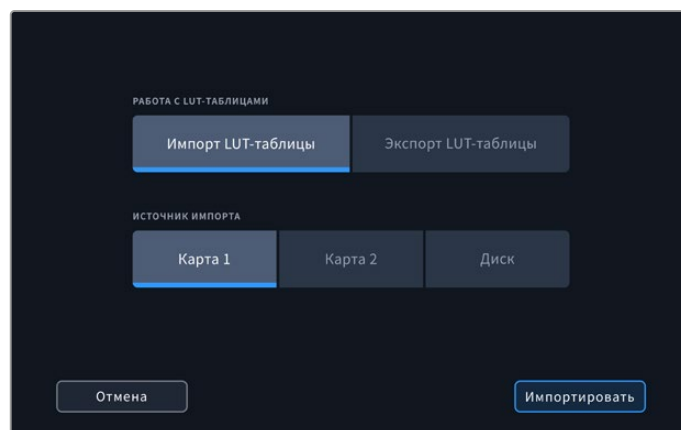 РАБОТА С LUT-ТАБЛИЦАМИ
Импорт LUT-таблицы Экспорт LUT-таблицы
ИСТОЧНИК ИМПОРТА
Карта 1 Карта 2 Диск
Отмена Импортировать